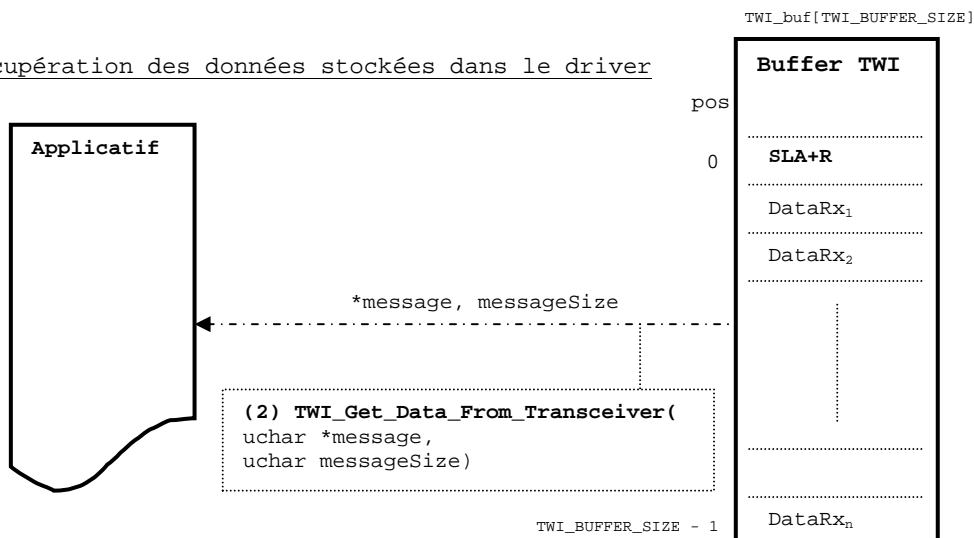 TWI_buf[TWI_BUFFER_SIZE]
des données stockées dans le driver
Buffer TWI
pos
Applicatif
0
SLA+R
DataRx₁
DataRx₂
*message, messageSize
(2) TWI_Get_Data_From_Transceiver(
uchar *message,
uchar messageSize)
TWI_BUFFER_SIZE - 1
DataRxₙ